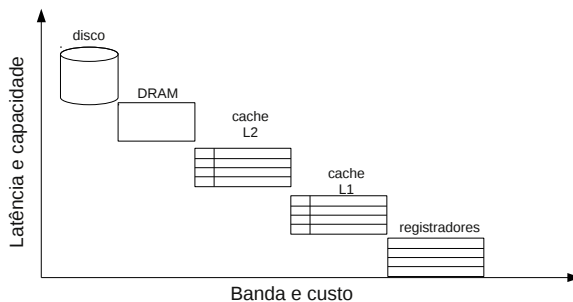 disco
DRAM
cache
L2
cache
L1
registradores
Latência e capacidade
Banda e custo